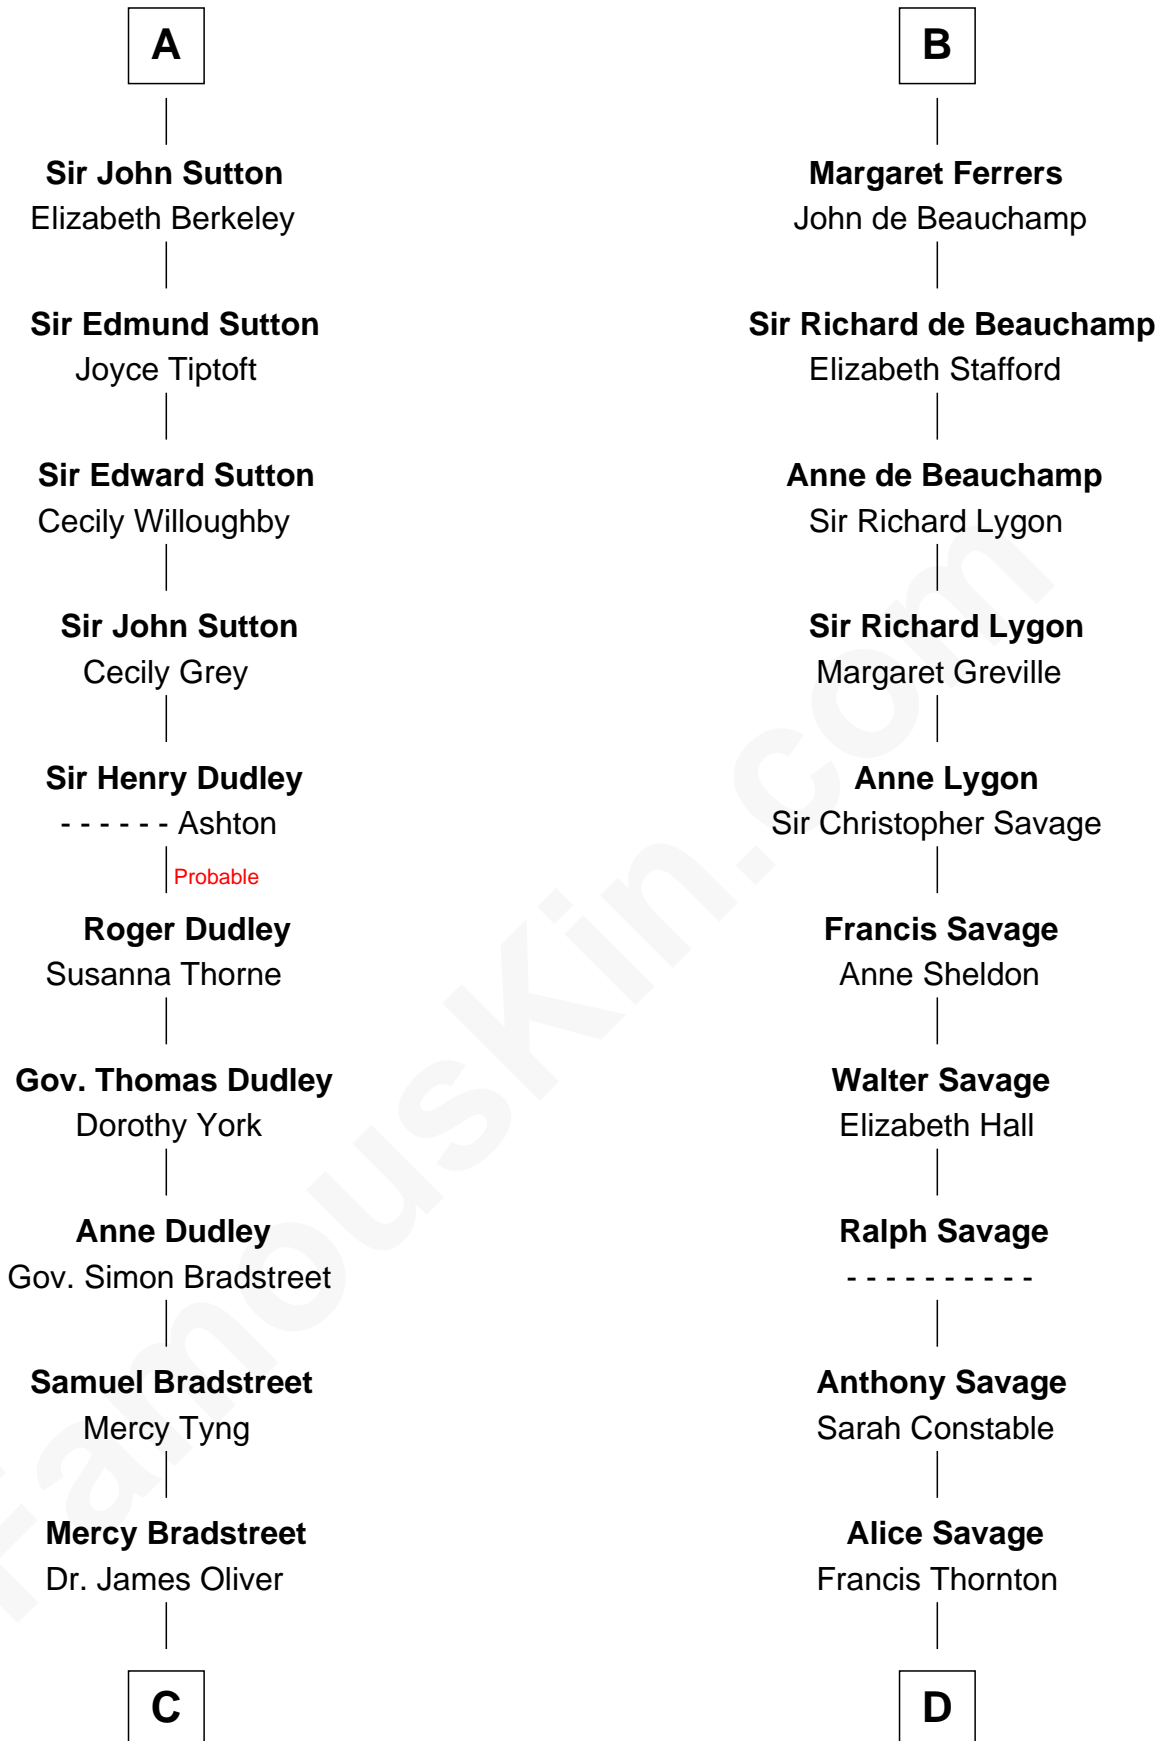 A
Sir John Sutton
Elizabeth Berkeley
Sir Edmund Sutton
Joyce Tiptoft
Sir Edward Sutton
Cecily Willoughby
Sir John Sutton
Cecily Grey
Sir Henry Dudley
- - - - - - Ashton
Probable
Roger Dudley
Susanna Thorne
Gov. Thomas Dudley
Dorothy York
Anne Dudley
Gov. Simon Bradstreet
Samuel Bradstreet
Mercy Tyng
Mercy Bradstreet
Dr. James Oliver
C
B
Margaret Ferrers
John de Beauchamp
Sir Richard de Beauchamp
Elizabeth Stafford
Anne de Beauchamp
Sir Richard Lygon
Sir Richard Lygon
Margaret Greville
Anne Lygon
Sir Christopher Savage
Francis Savage
Anne Sheldon
Walter Savage
Elizabeth Hall
Ralph Savage
- - - - - - - - - -
Anthony Savage
Sarah Constable
Alice Savage
Francis Thornton
D
FamousKin.com